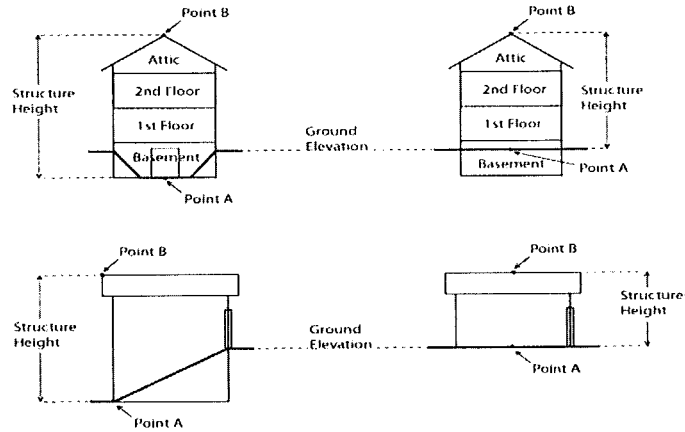 Point B
Attic
2nd Floor
1st Floor
Basement
Structure
Height
Point A
Ground
Elevation
Point B
Attic
2nd Floor
1st Floor
Basement
Structure
Height
Point A
Point B
Structure
Height
Point A
Ground
Elevation
Point B
Structure
Height
Point A